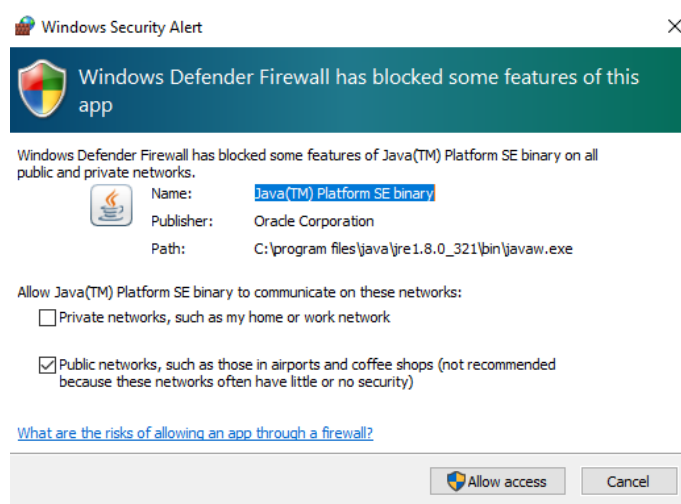 Windows Security Alert
Windows Defender Firewall has blocked some features of this
app
Windows Defender Firewall has blocked some features of Java(TM) Platform SE binary on all
public and private networks.
Name: Java(TM) Platform SE binary
Publisher: Oracle Corporation
Path: C:\program files\java\jre1.8.0_321\bin\javaw.exe
Allow Java(TM) Platform SE binary to communicate on these networks:
Private networks, such as my home or work network
Public networks, such as those in airports and coffee shops (not recommended
because these networks often have little or no security)
What are the risks of allowing an app through a firewall?
Allow access Cancel